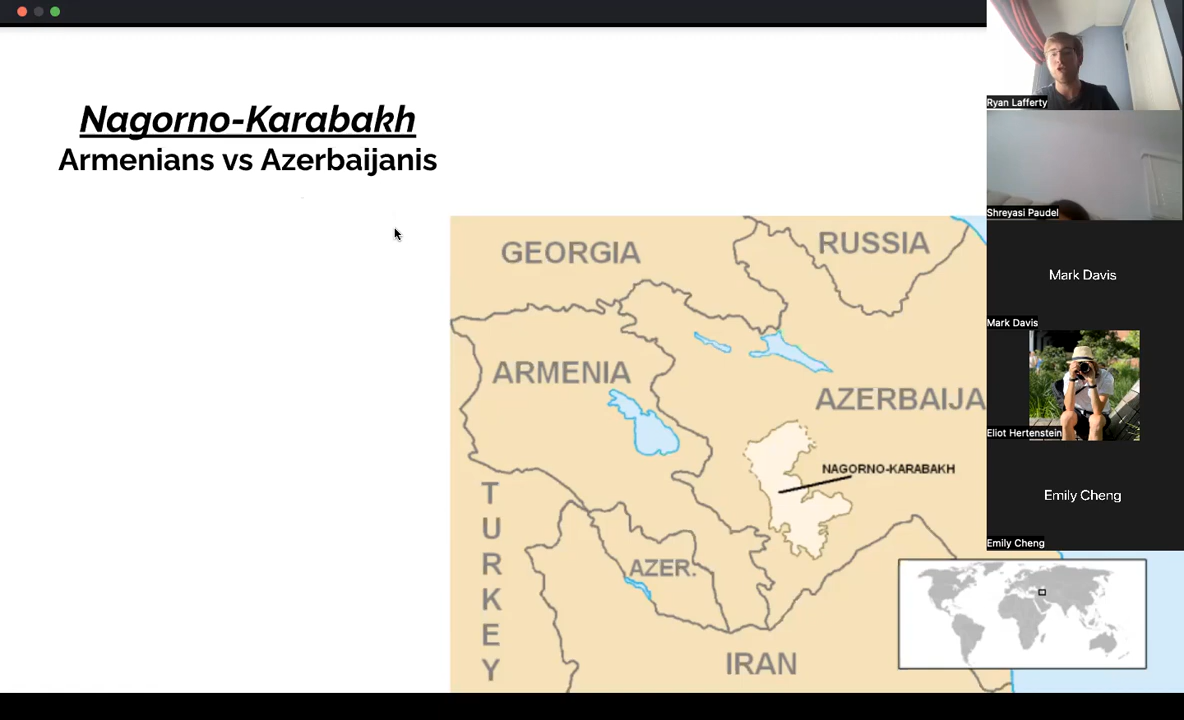 Nagorno-Karabakh
Armenians vs Azerbaijanis
GEORGIA
RUSSIA
ARMENIA
AZERBAIJA
NAGORNO-KARABAKH
TURKEY
AZER.
IRAN
Ryan Lafferty
Shreyasi Paudel
Mark Davis
Mark Davis
Eliot Hertenstein
Emily Cheng
Emily Cheng